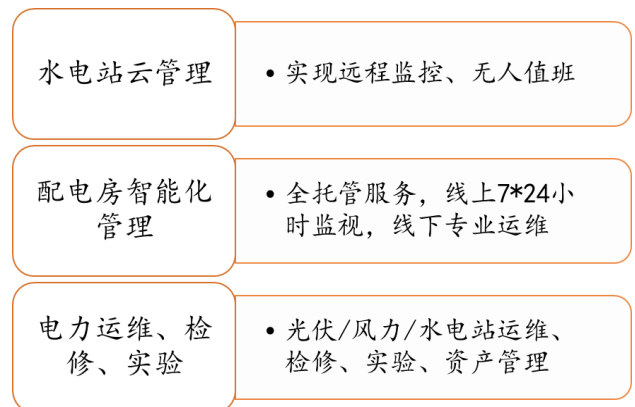 水电站云管理
• 实现远程监控、无人值班
配电房智能化
管理
• 全托管服务，线上7*24小
时监视，线下专业运维
电力运维、检
修、实验
• 光伏/风力/水电站运维、
检修、实验、资产管理